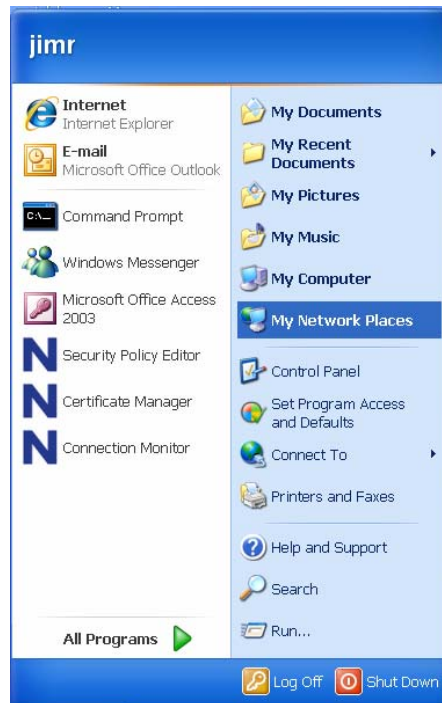 jimr
Internet
Internet Explorer
E-mail
Microsoft Office Outlook
C:\_
Command Prompt
Windows Messenger
Microsoft Office Access
2003
N Security Policy Editor
N Certificate Manager
N Connection Monitor
All Programs
My Documents
My Recent
Documents
My Pictures
My Music
My Computer
My Network Places
Control Panel
Set Program Access
and Defaults
Connect To
Printers and Faxes
Help and Support
Search
Run...
Log Off
Shut Down